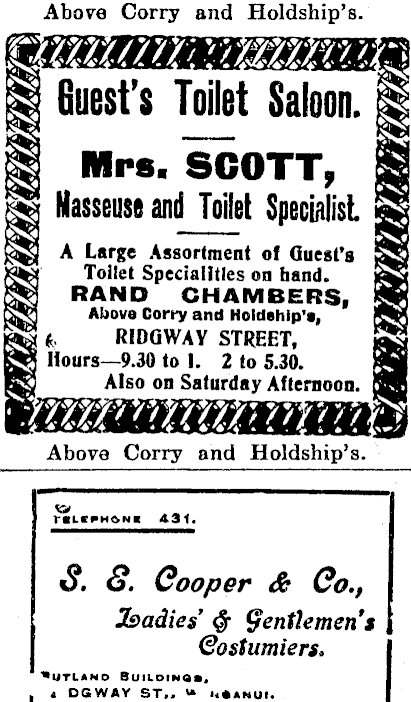 Above Corry and Holdship's.
Guest's Toilet Saloon.
Mrs. SCOTT,
Masseuse and Toilet Specialist.
A Large Assortment of Guest's
Toilet Specialities on hand.
RAND CHAMBERS,
Above Corry and Holdship's,
RIDGWAY STREET,
Hours—9.30 to 1. 2 to 5.30.
Also on Saturday Afternoon.
Above Corry and Holdship's.
TELEPHONE 431.
S. E. Cooper & Co.,
Ladies' & Gentlemen's
Costumiers.
RUTLAND BUILDINGS,
DGWAY ST.,